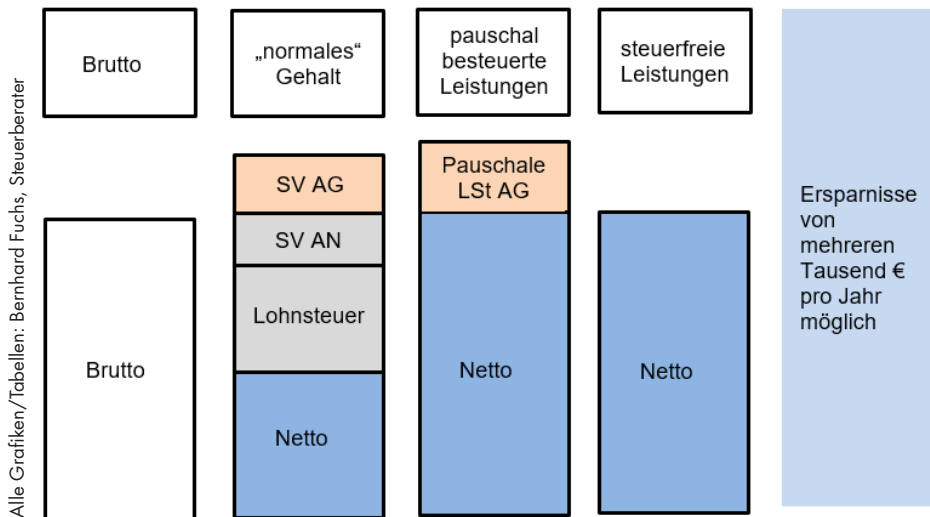 Brutto
„normales“
Gehalt
pauschal
besteuerte
Leistungen
steuerfreie
Leistungen
SV AG
SV AN
Lohnsteuer
Netto
Pauschale
LSt AG
Netto
Netto
Brutto
Ersparnisse
von
mehreren
Tausend €
pro Jahr
möglich
Alle Grafiken/Tabellen: Bernhard Fuchs, Steuerberater